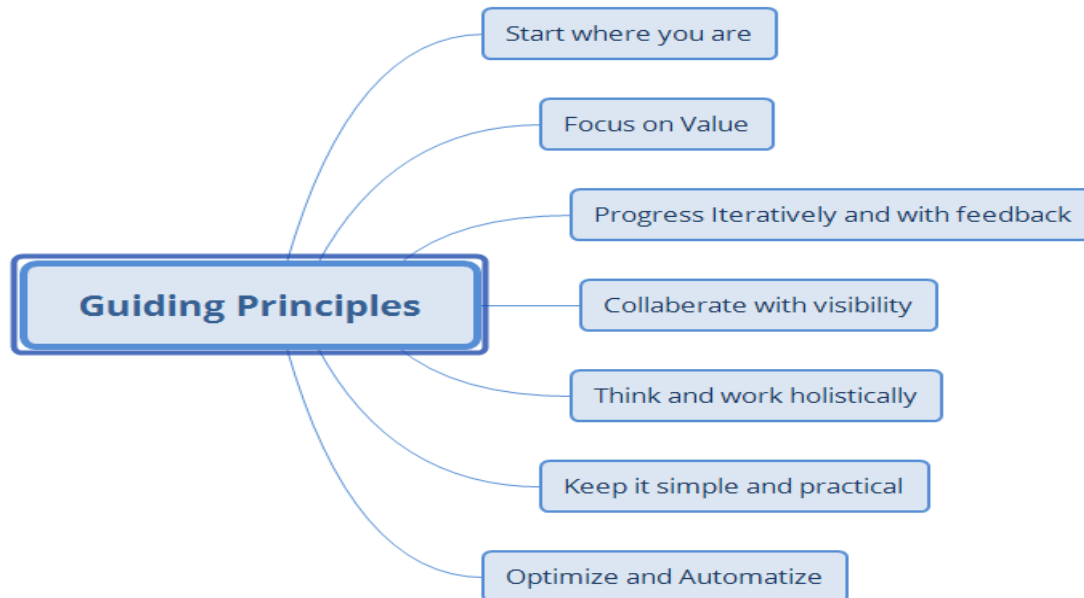 Start where you are
Focus on Value
Progress Iteratively and with feedback
Guiding Principles
Collaberate with visibility
Think and work holistically
Keep it simple and practical
Optimize and Automatize